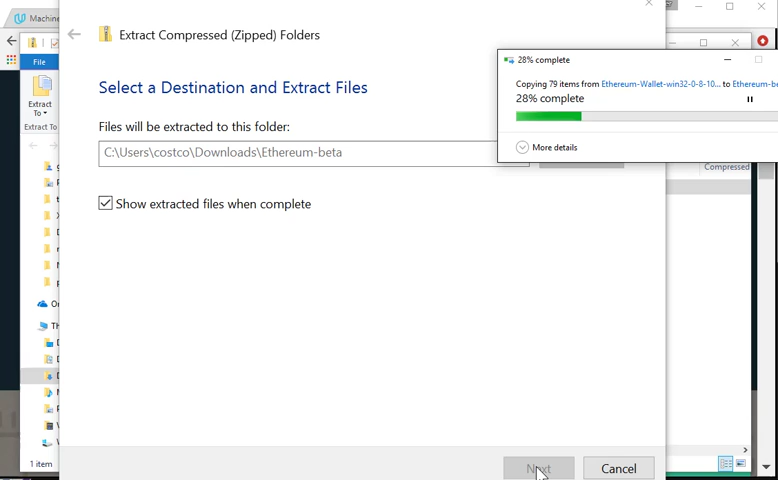 Machine
File
Extract Compressed (Zipped) Folders
28% complete
Extract
To
Extract To
Select a Destination and Extract Files
Copying 79 items from Ethereum-Wallet-win32-0-8-10... to Ethereum-be
28% complete
Files will be extracted to this folder:
C:\Users\costco\Downloads\Ethereum-beta
More details
Compressed
Show extracted files when complete
1 item
Next
Cancel